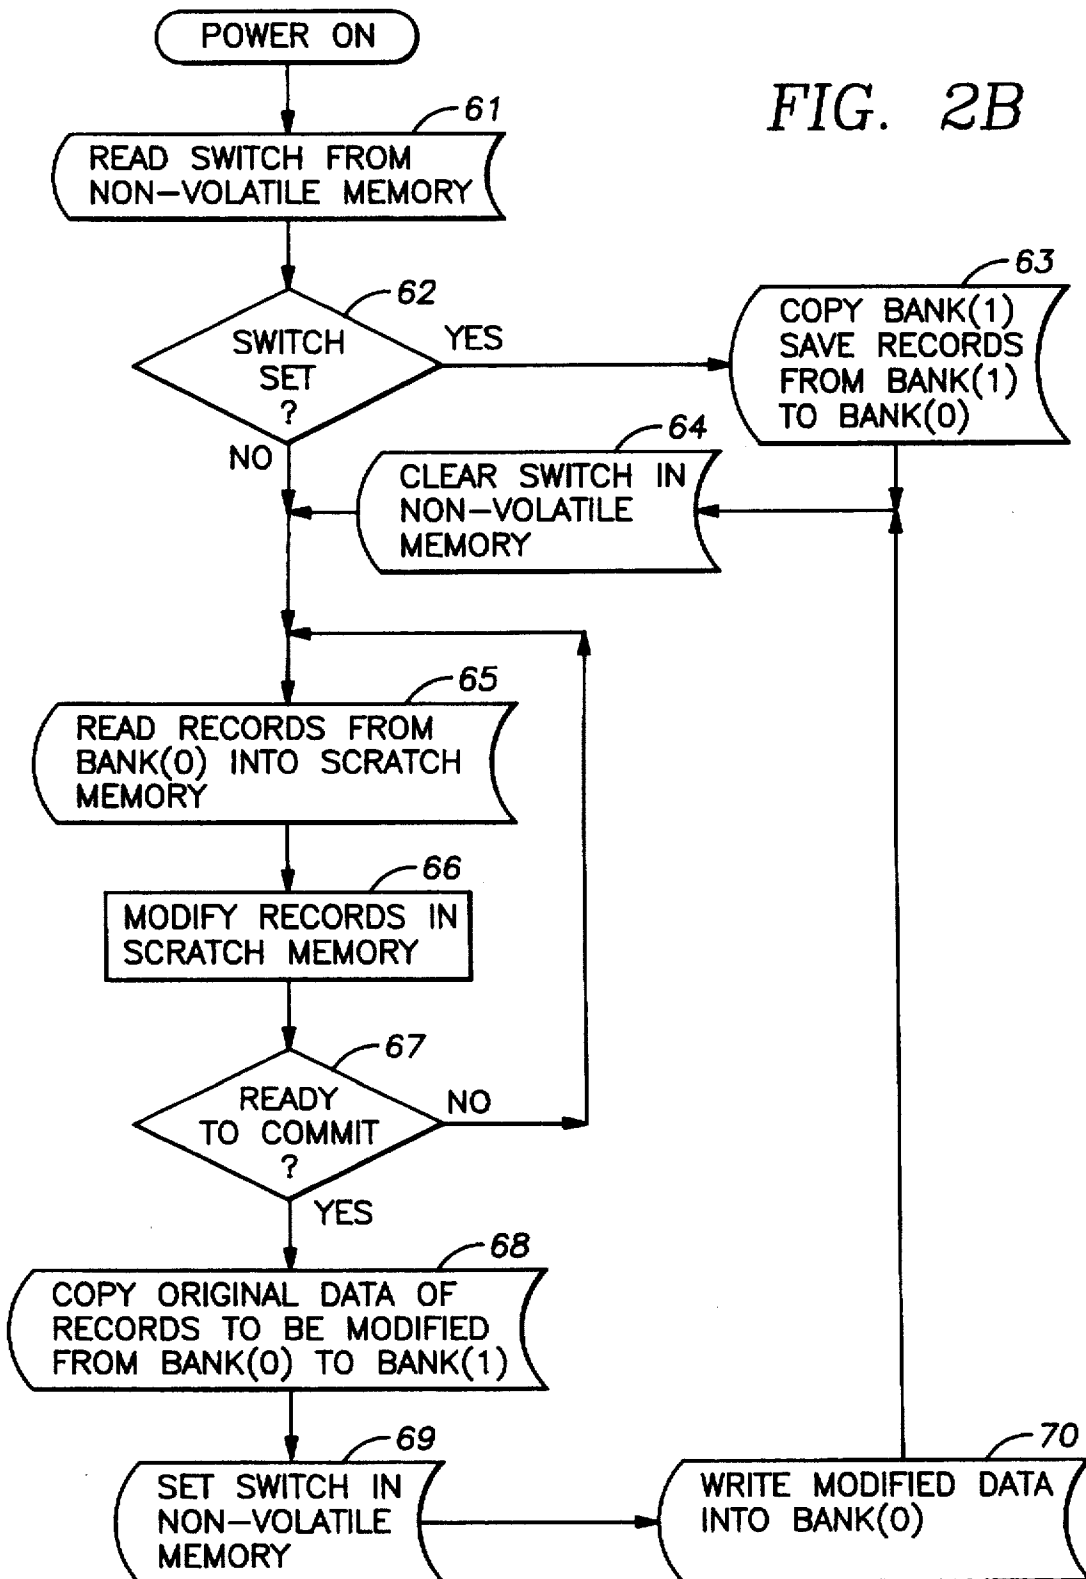 POWER ON
FIG. 2B
61
READ SWITCH FROM
NON-VOLATILE MEMORY
62
SWITCH
SET
?
YES
NO
63
COPY BANK(1)
SAVE RECORDS
FROM BANK(1)
TO BANK(0)
64
CLEAR SWITCH IN
NON-VOLATILE
MEMORY
65
READ RECORDS FROM
BANK(0) INTO SCRATCH
MEMORY
66
MODIFY RECORDS IN
SCRATCH MEMORY
67
READY
TO COMMIT
?
NO
YES
68
COPY ORIGINAL DATA OF
RECORDS TO BE MODIFIED
FROM BANK(0) TO BANK(1)
69
SET SWITCH IN
NON-VOLATILE
MEMORY
70
WRITE MODIFIED DATA
INTO BANK(0)